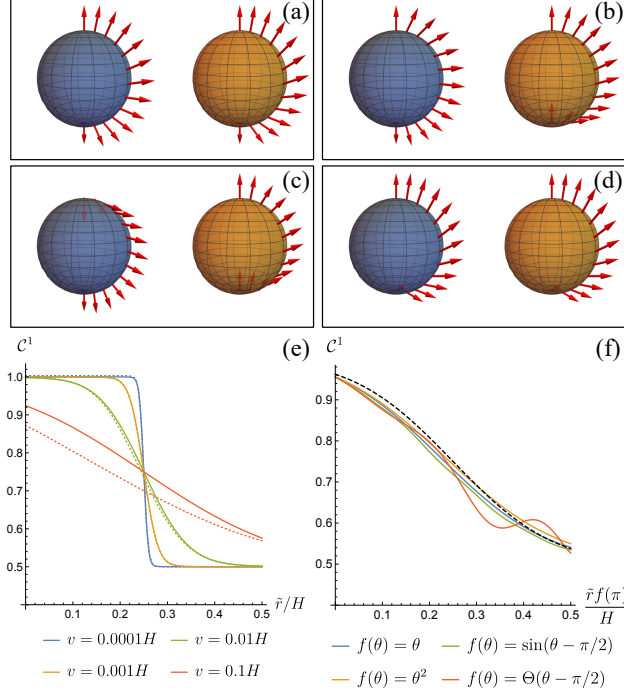 (a)
(b)
(c)
(d)
C¹
(e)
1.0
0.9
0.8
0.7
0.6
0.5
0.1
0.2
0.3
0.4
0.5
r̃/H
v = 0.0001H
v = 0.01H
v = 0.001H
v = 0.1H
C¹
(f)
1.0
0.9
0.8
0.7
0.6
0.5
0.1
0.2
0.3
0.4
0.5
r̃f(π)
H
f(θ) = θ
f(θ) = sin(θ − π/2)
f(θ) = θ²
f(θ) = Θ(θ − π/2)